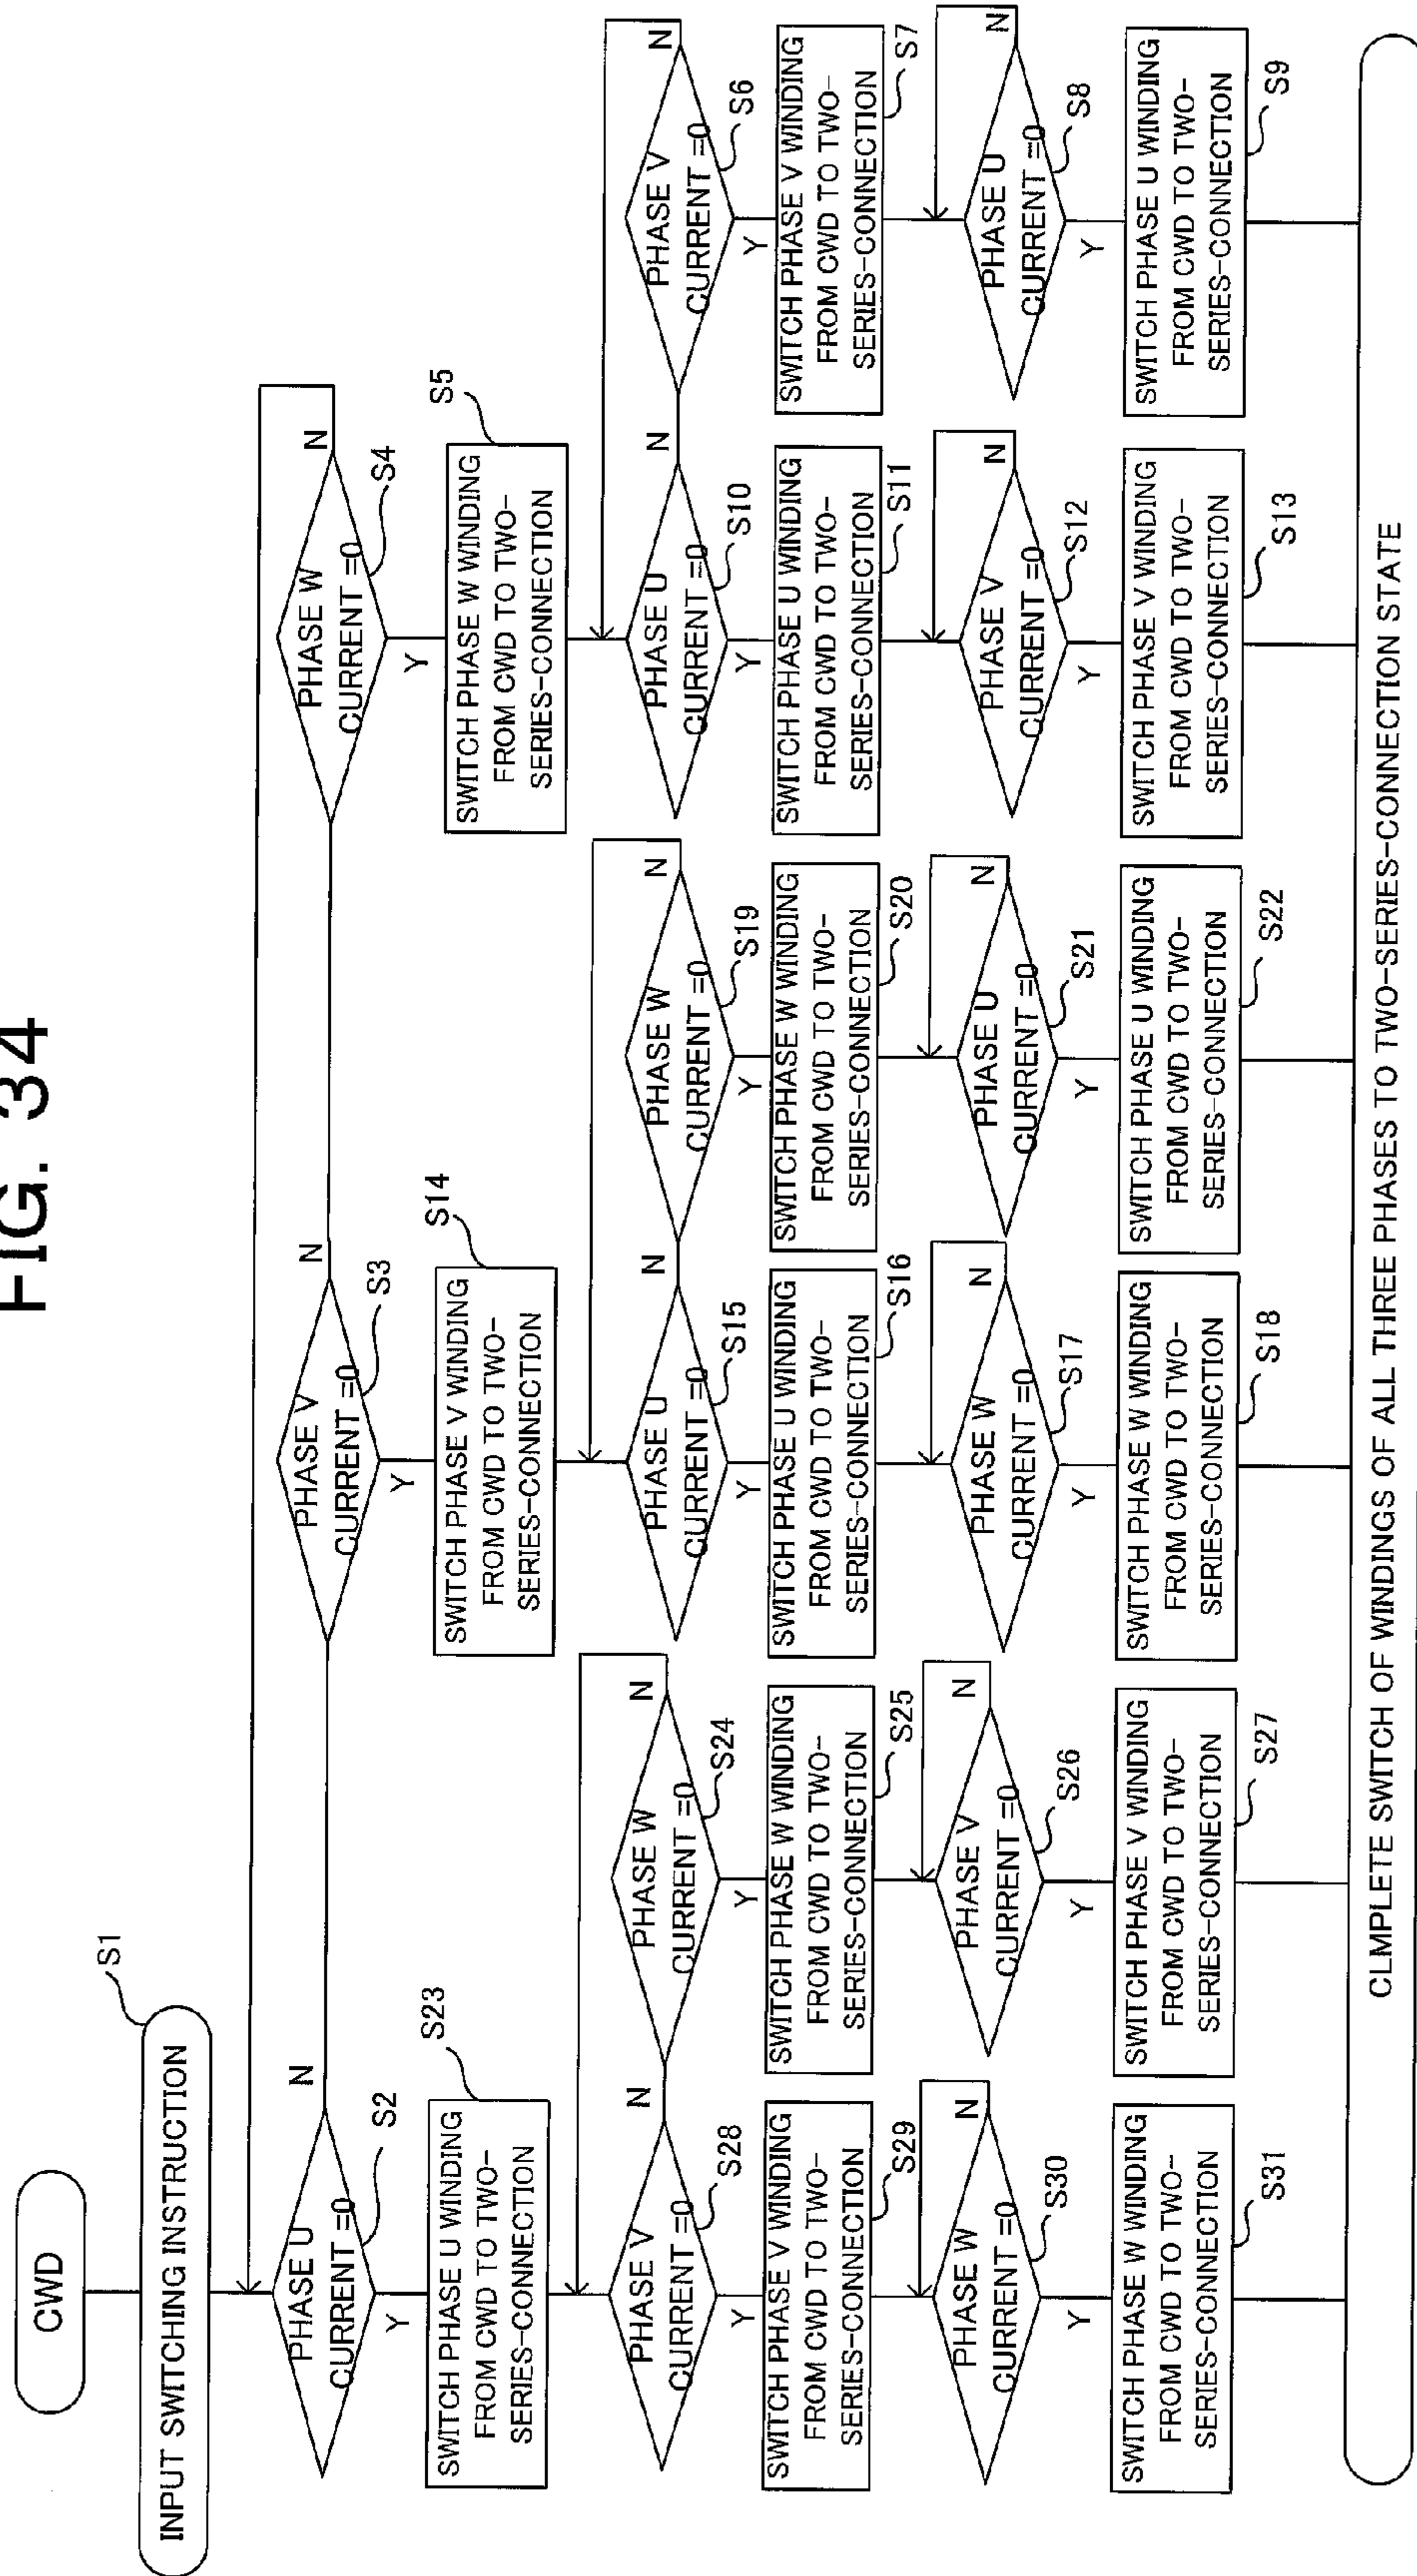 FIG. 34
CWD
INPUT SWITCHING INSTRUCTION
S1
PHASE U
CURRENT =0
S2
Y
N
PHASE V
CURRENT =0
S3
Y
N
PHASE W
CURRENT =0
S4
Y
N
SWITCH PHASE U WINDING
FROM CWD TO TWO-
SERIES-CONNECTION
S23
SWITCH PHASE V WINDING
FROM CWD TO TWO-
SERIES-CONNECTION
S14
SWITCH PHASE W WINDING
FROM CWD TO TWO-
SERIES-CONNECTION
S5
PHASE V
CURRENT =0
S28
Y
N
PHASE W
CURRENT =0
S24
Y
N
PHASE U
CURRENT =0
S15
Y
N
PHASE W
CURRENT =0
S19
Y
N
PHASE U
CURRENT =0
S10
Y
N
PHASE V
CURRENT =0
S6
Y
N
SWITCH PHASE V WINDING
FROM CWD TO TWO-
SERIES-CONNECTION
S29
SWITCH PHASE W WINDING
FROM CWD TO TWO-
SERIES-CONNECTION
S25
SWITCH PHASE U WINDING
FROM CWD TO TWO-
SERIES-CONNECTION
S16
SWITCH PHASE W WINDING
FROM CWD TO TWO-
SERIES-CONNECTION
S20
SWITCH PHASE U WINDING
FROM CWD TO TWO-
SERIES-CONNECTION
S11
SWITCH PHASE V WINDING
FROM CWD TO TWO-
SERIES-CONNECTION
S7
PHASE W
CURRENT =0
S30
Y
N
PHASE V
CURRENT =0
S26
Y
N
PHASE W
CURRENT =0
S17
Y
N
PHASE U
CURRENT =0
S21
Y
N
PHASE V
CURRENT =0
S12
Y
N
PHASE U
CURRENT =0
S8
Y
N
SWITCH PHASE W WINDING
FROM CWD TO TWO-
SERIES-CONNECTION
S31
SWITCH PHASE V WINDING
FROM CWD TO TWO-
SERIES-CONNECTION
S27
SWITCH PHASE W WINDING
FROM CWD TO TWO-
SERIES-CONNECTION
S18
SWITCH PHASE U WINDING
FROM CWD TO TWO-
SERIES-CONNECTION
S22
SWITCH PHASE V WINDING
FROM CWD TO TWO-
SERIES-CONNECTION
S13
SWITCH PHASE U WINDING
FROM CWD TO TWO-
SERIES-CONNECTION
S9
CLMPLETE SWITCH OF WINDINGS OF ALL THREE PHASES TO TWO-SERIES-CONNECTION STATE